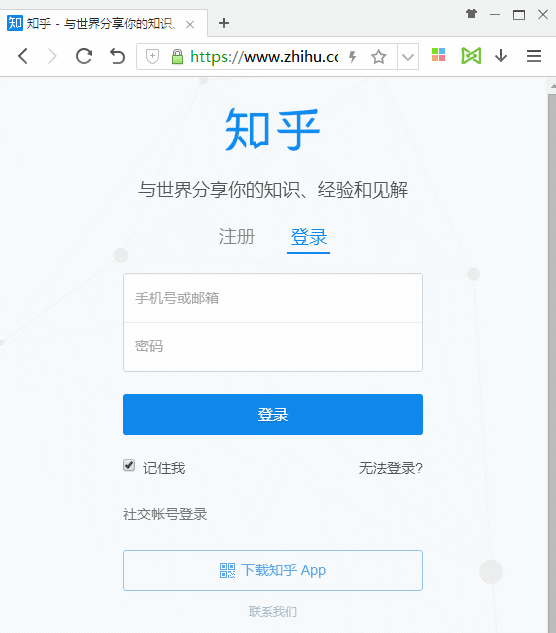 知 知乎 - 与世界分享你的知识、
https://www.zhihu.co
知乎
与世界分享你的知识、经验和见解
注册 登录
手机号或邮箱
密码
登录
记住我 无法登录?
社交帐号登录
下载知乎 App
联系我们